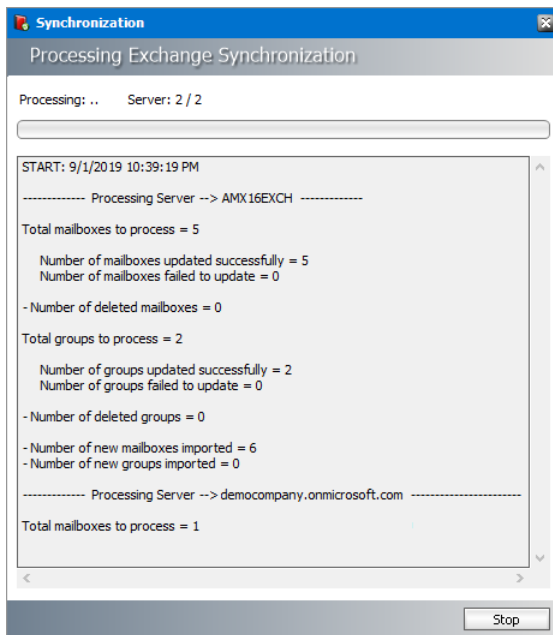 Synchronization
Processing Exchange Synchronization
Processing: .. Server: 2 / 2
START: 9/1/2019 10:39:19 PM
------------- Processing Server --> AMX16EXCH -------------
Total mailboxes to process = 5
Number of mailboxes updated successfully = 5
Number of mailboxes failed to update = 0
- Number of deleted mailboxes = 0
Total groups to process = 2
Number of groups updated successfully = 2
Number of groups failed to update = 0
- Number of deleted groups = 0
- Number of new mailboxes imported = 6
- Number of new groups imported = 0
------------- Processing Server --> democompany.onmicrosoft.com -----------------------
Total mailboxes to process = 1
Stop